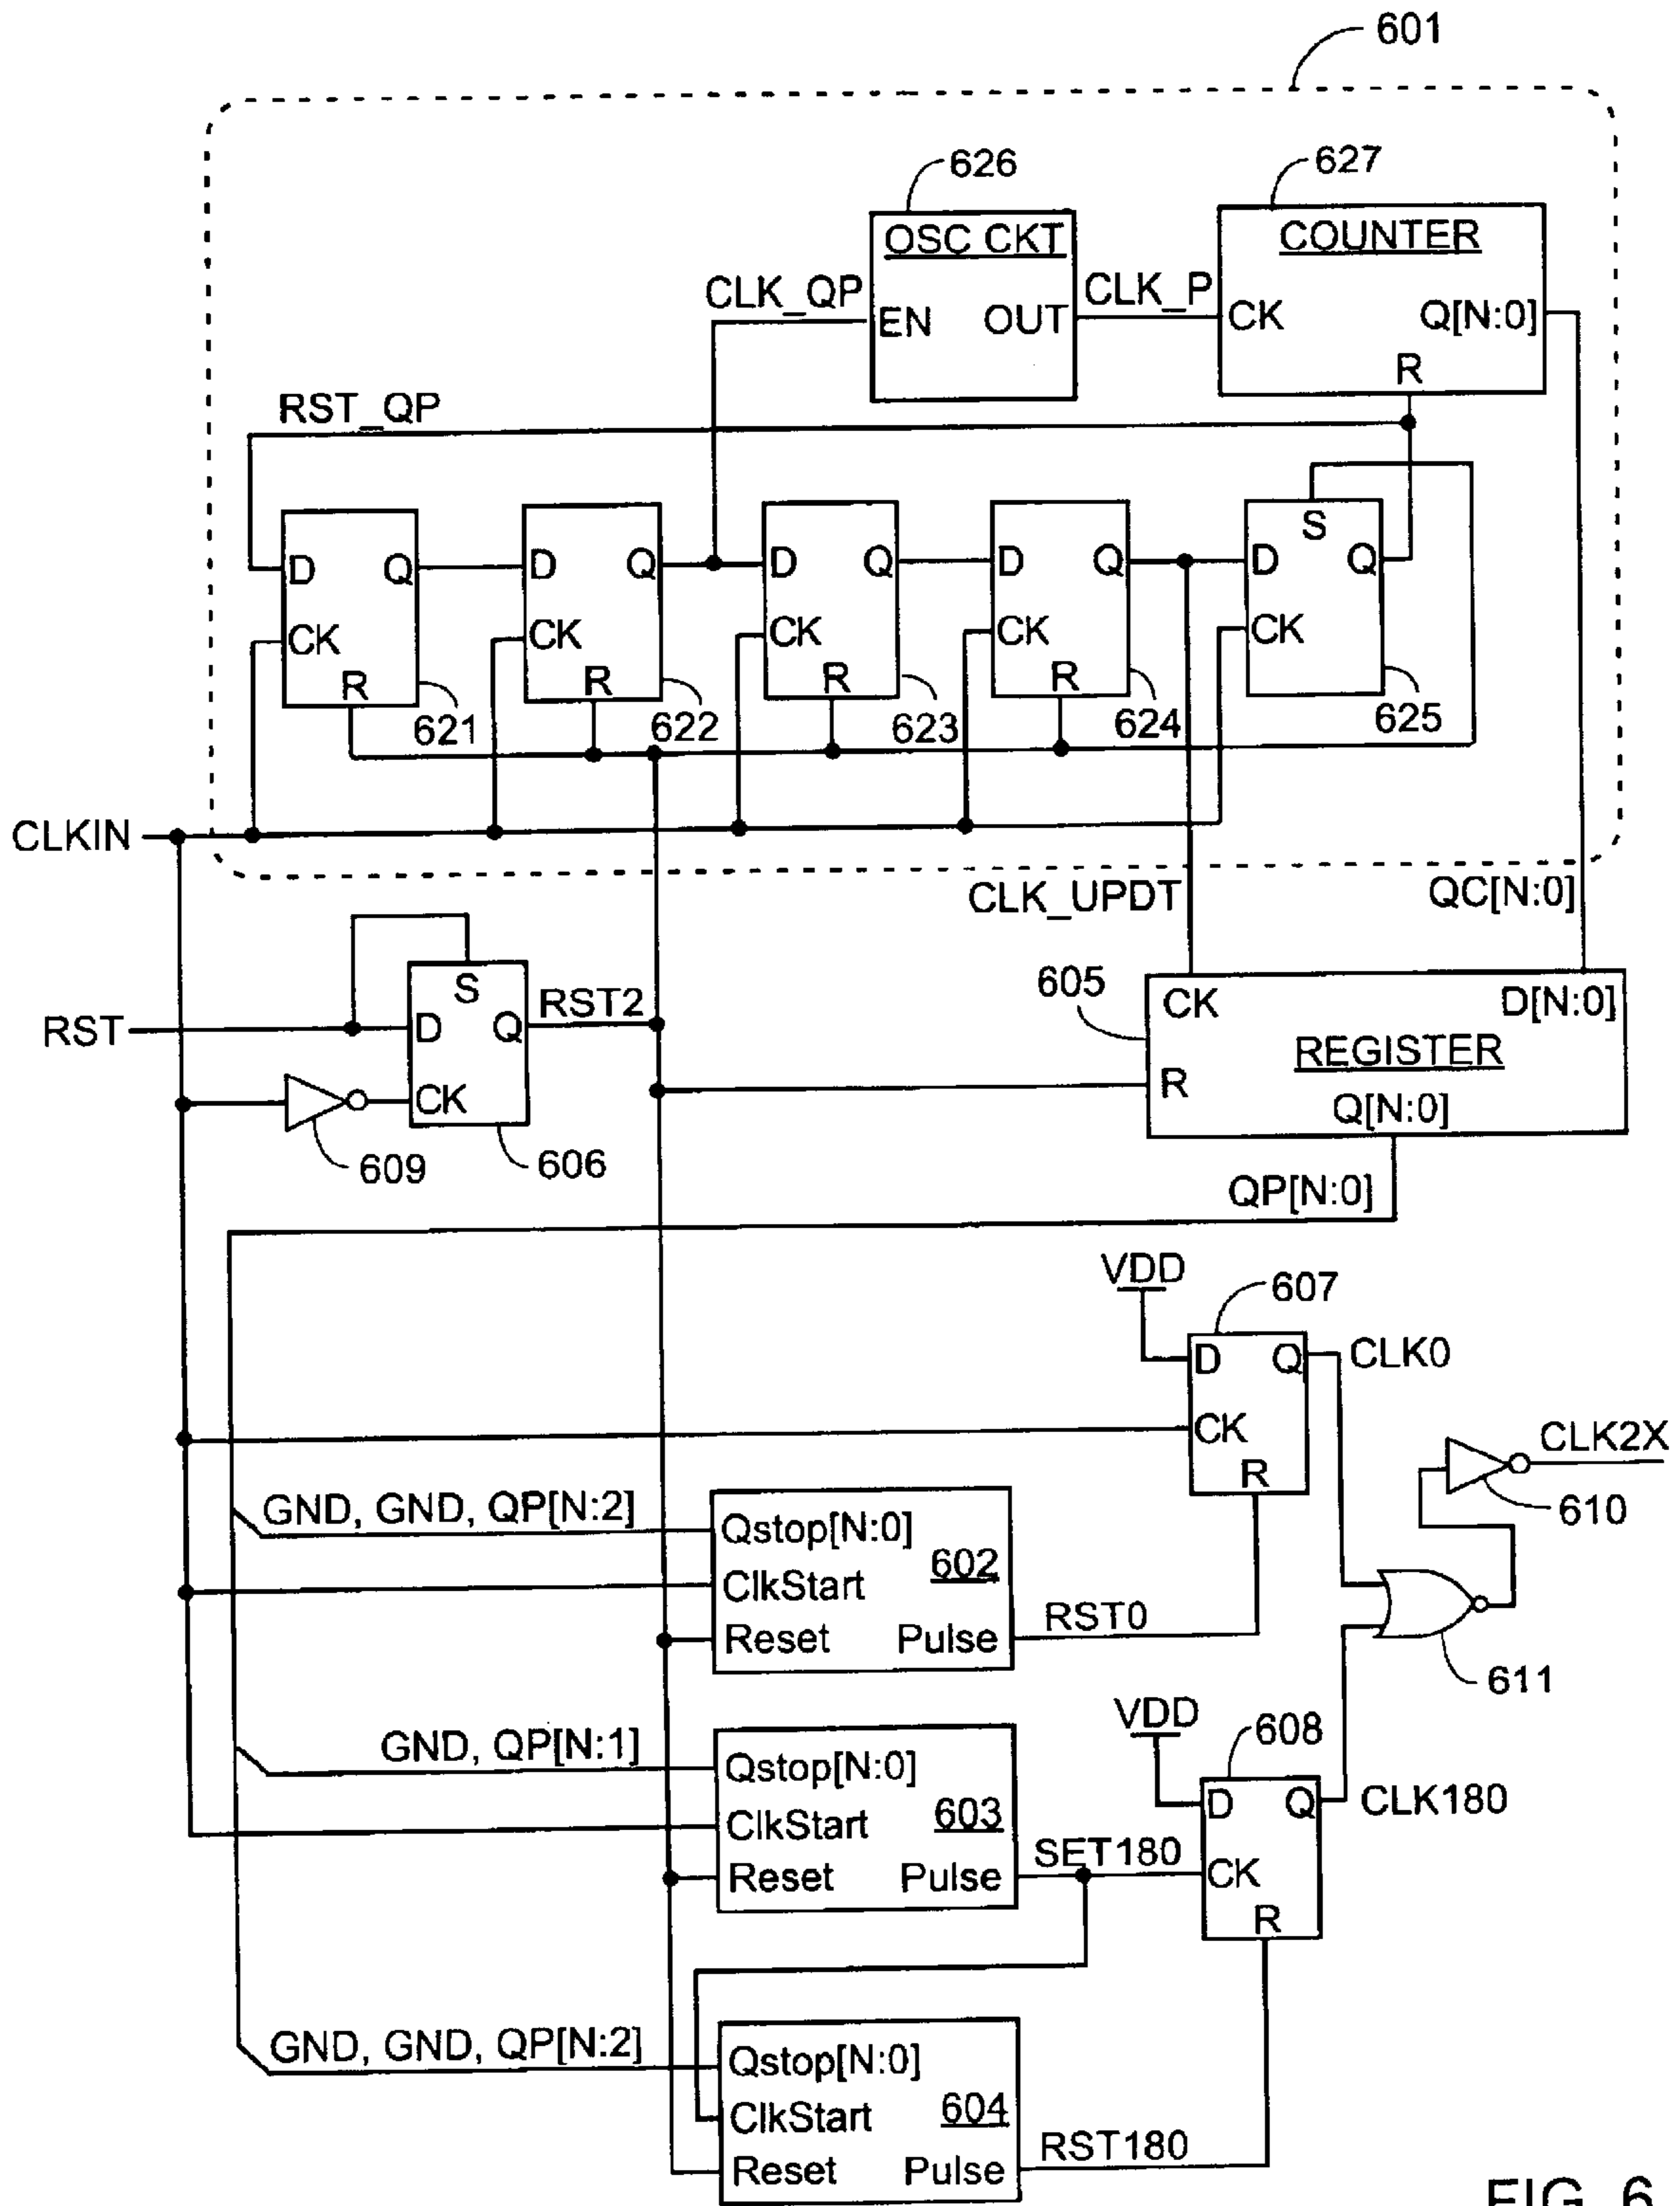 601
626
627
OSC CKT
COUNTER
CLK_QP
CLK_P
EN OUT
CK
Q[N:0]
R
RST_QP
S
D Q
D Q
D Q
D Q
D Q
CK
CK
CK
CK
CK
R
R
R
R
621
622
623
624
625
CLKIN
CLK_UPDT
QC[N:0]
605
S
CK
D[N:0]
RST
D Q
RST2
REGISTER
R
CK
Q[N:0]
609
606
QP[N:0]
VDD
607
D Q
CLK0
CK
CLK2X
R
610
GND, GND, QP[N:2]
Qstop[N:0]
602
ClkStart
Reset Pulse
RST0
611
VDD
608
GND, QP[N:1]
Qstop[N:0]
D Q
CLK180
603
ClkStart
SET180
CK
Reset Pulse
R
GND, GND, QP[N:2]
Qstop[N:0]
604
ClkStart
RST180
Reset Pulse
FIG. 6